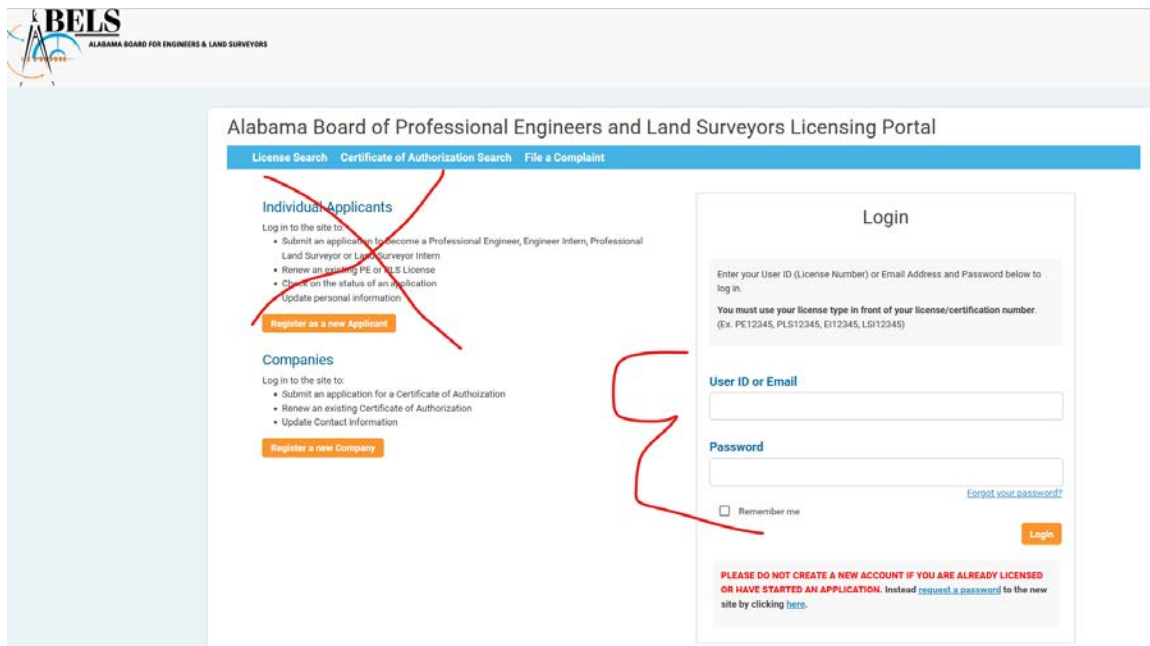 BELS
ALABAMA BOARD FOR ENGINEERS & LAND SURVEYORS
Alabama Board of Professional Engineers and Land Surveyors Licensing Portal
License Search Certificate of Authorization Search File a Complaint
Individual Applicants
Log in to the site to:
• Submit an application to become a Professional Engineer, Engineer Intern, Professional
Land Surveyor or Land Surveyor Intern
• Renew an existing PE or PLS License
• Check on the status of an application
• Update personal information
Register as a new Applicant
Companies
Log in to the site to:
• Submit an application for a Certificate of Authoization
• Renew an existing Certificate of Authorization
• Update Contact information
Register a new Company
Login
Enter your User ID (License Number) or Email Address and Password below to
log in.
You must use your license type in front of your license/certification number.
(Ex. PE12345, PLS12345, EI12345, LSI12345)
User ID or Email
Password
Forgot your password?
Remember me
Login
PLEASE DO NOT CREATE A NEW ACCOUNT IF YOU ARE ALREADY LICENSED
OR HAVE STARTED AN APPLICATION. Instead request a password to the new
site by clicking here.